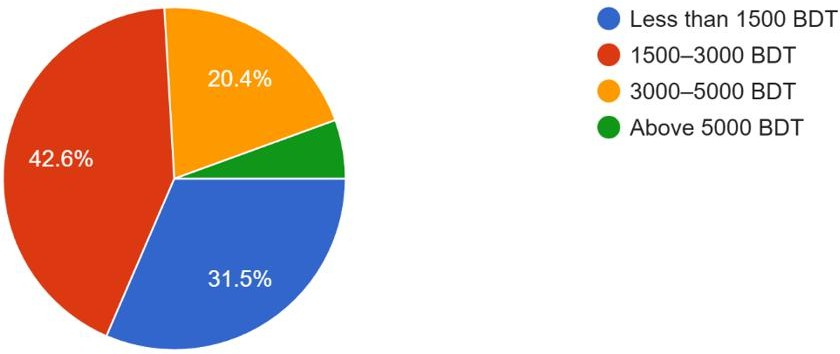 20.4%
42.6%
31.5%
Less than 1500 BDT
1500–3000 BDT
3000–5000 BDT
Above 5000 BDT